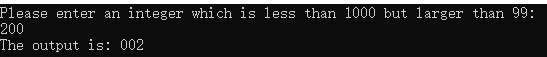 Please enter an integer which is less than 1000 but larger than 99:
200
The output is: 002